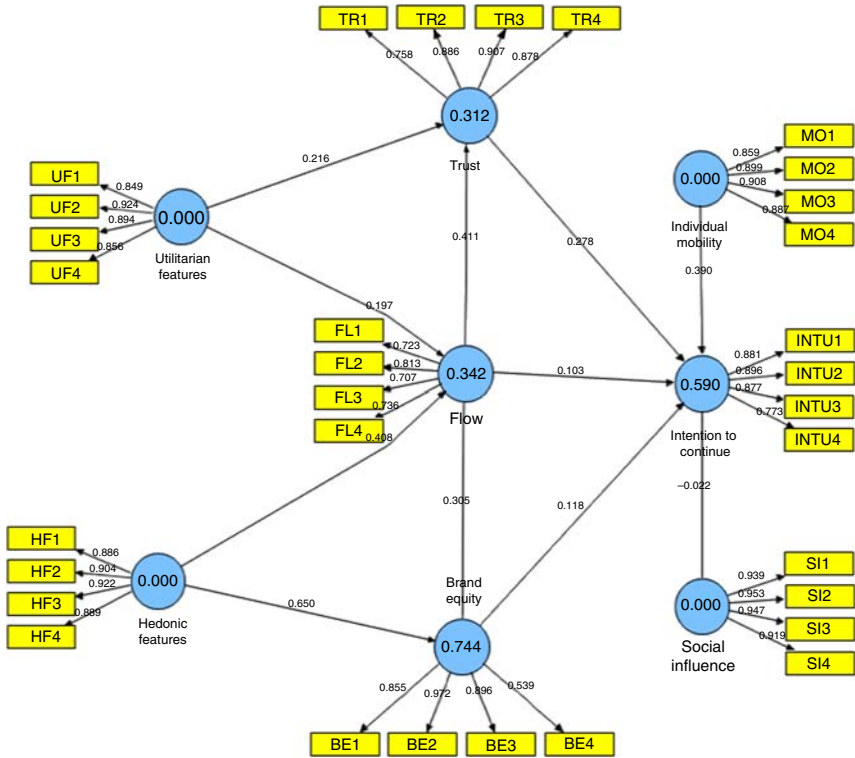 TR1 TR2 TR3 TR4
0.758 0.886 0.907 0.878
0.312
Trust
UF1
UF2
UF3
UF4
0.849
0.924
0.894
0.856
0.000
Utilitarian
features
0.216
0.197
0.411
0.278
MO1
MO2
MO3
MO4
0.859
0.899
0.908
0.887
0.000
Individual
mobility
0.390
FL1
FL2
FL3
FL4
0.723
0.813
0.707
0.736
0.342
Flow
0.408
0.103
0.305
0.118
INTU1
INTU2
INTU3
INTU4
0.881
0.896
0.877
0.773
0.590
Intention to
continue
−0.022
HF1
HF2
HF3
HF4
0.886
0.904
0.922
0.889
0.000
Hedonic
features
0.650
Brand
equity
0.744
0.855 0.972 0.896 0.539
BE1 BE2 BE3 BE4
SI1
SI2
SI3
SI4
0.939
0.953
0.947
0.919
0.000
Social
influence